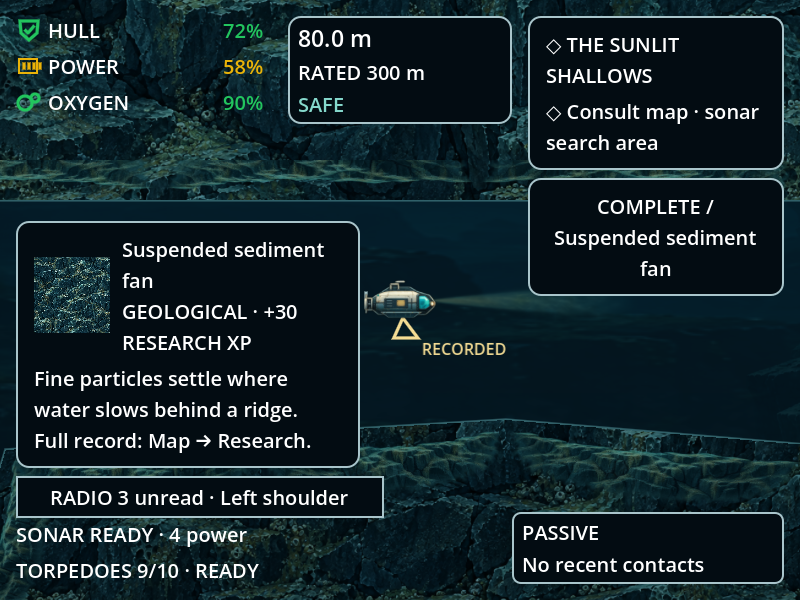 HULL 72%
POWER 58%
OXYGEN 90%
80.0 m
RATED 300 m
SAFE
◇ THE SUNLIT
SHALLOWS
◇ Consult map · sonar
search area
COMPLETE /
Suspended sediment
fan
Suspended sediment
fan
GEOLOGICAL · +30
RESEARCH XP
Fine particles settle where
water slows behind a ridge.
Full record: Map → Research.
RECORDED
RADIO 3 unread · Left shoulder
SONAR READY · 4 power
TORPEDOES 9/10 · READY
PASSIVE
No recent contacts